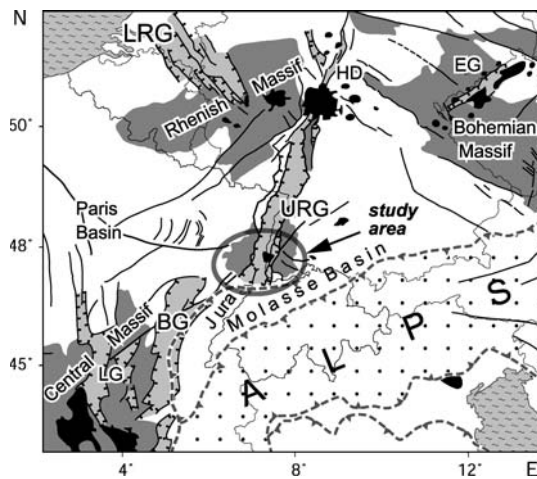 N
LRG
Rhenish Massif
HD
EG
50°
Bohemian
Massif
Paris
Basin
URG
study
area
48°
Jura
Molasse Basin
BG
Central Massif
LG
45°
ALPS
4°
8°
12°
E